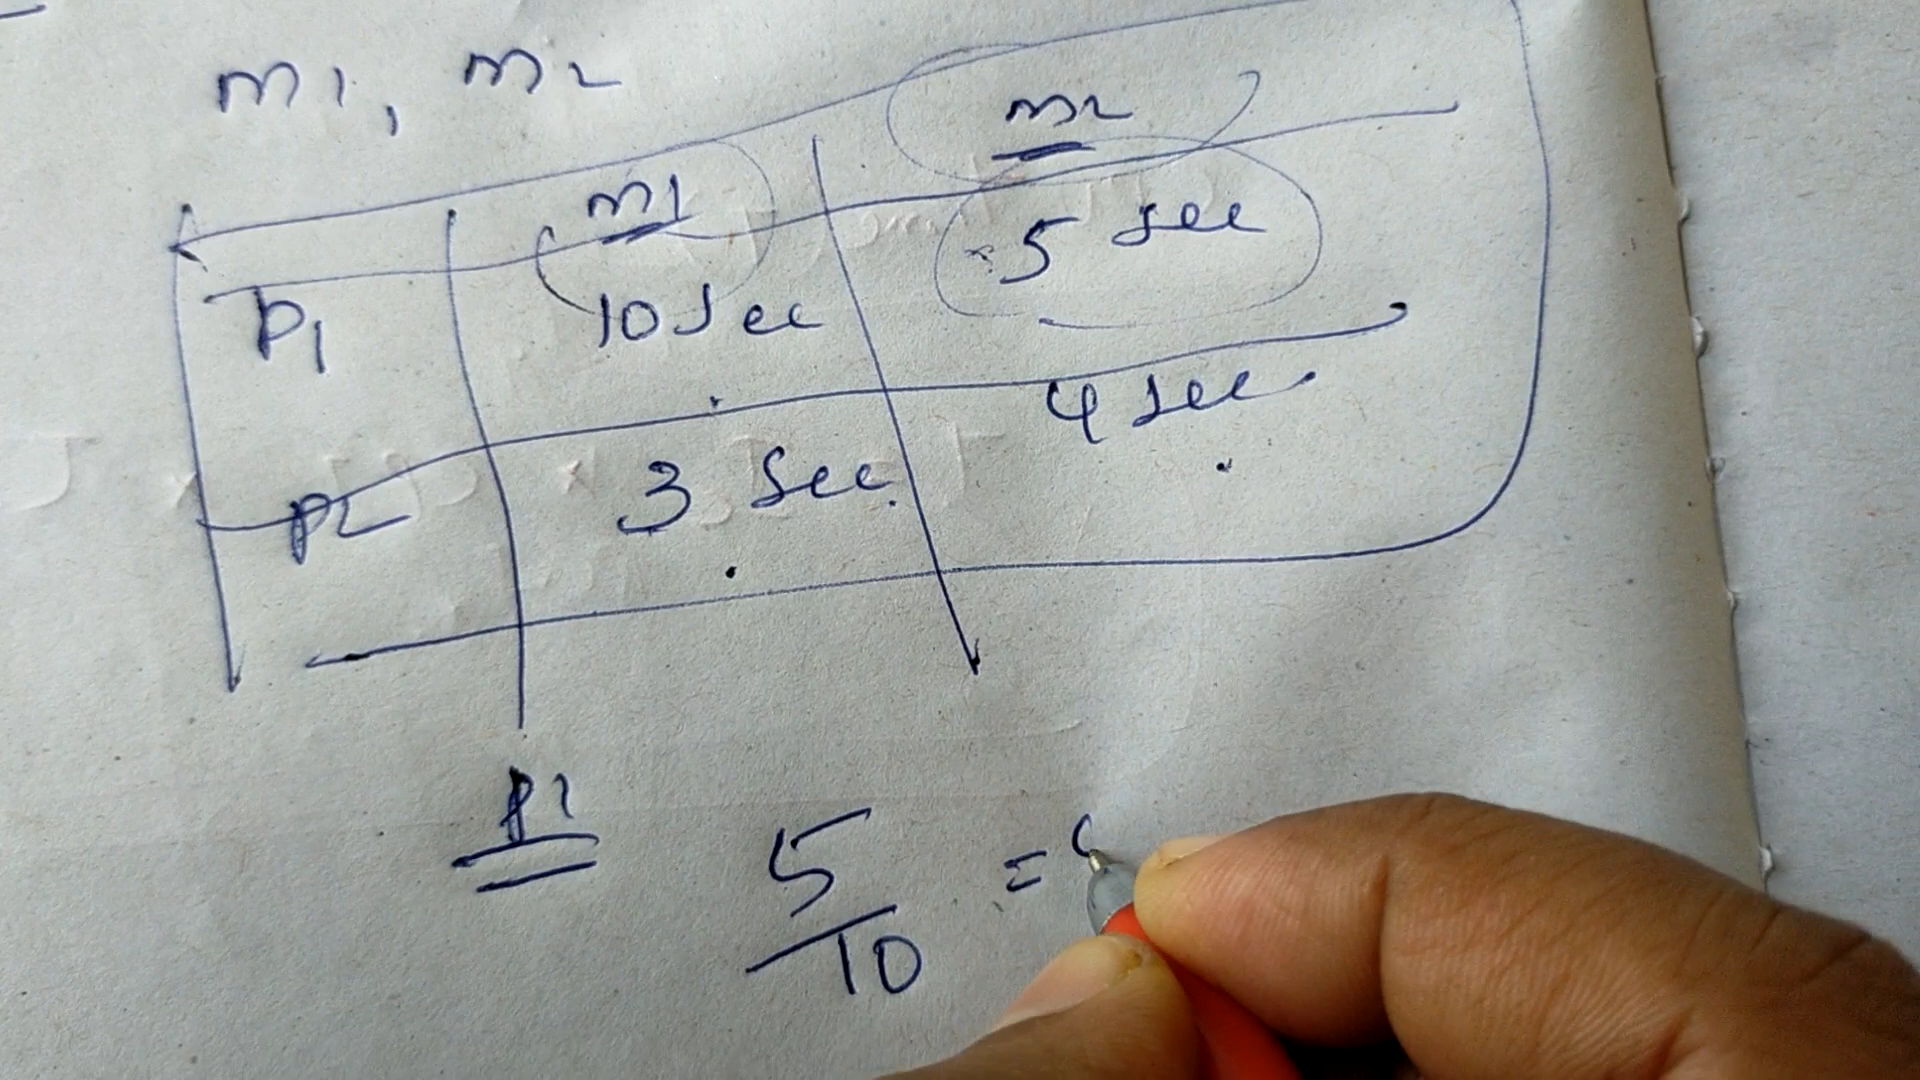 m1, m2
m1 m2
P1 10 sec 5 sec
P2 3 sec 4 sec
P1
5/10 =